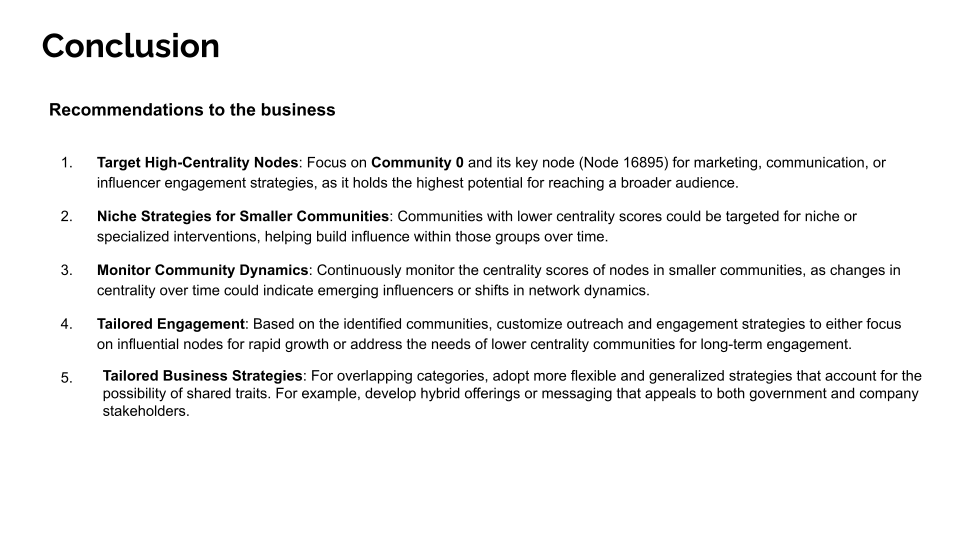 Conclusion
Recommendations to the business
1. Target High-Centrality Nodes: Focus on Community 0 and its key node (Node 16895) for marketing, communication, or
influencer engagement strategies, as it holds the highest potential for reaching a broader audience.
2. Niche Strategies for Smaller Communities: Communities with lower centrality scores could be targeted for niche or
specialized interventions, helping build influence within those groups over time.
3. Monitor Community Dynamics: Continuously monitor the centrality scores of nodes in smaller communities, as changes in
centrality over time could indicate emerging influencers or shifts in network dynamics.
4. Tailored Engagement: Based on the identified communities, customize outreach and engagement strategies to either focus
on influential nodes for rapid growth or address the needs of lower centrality communities for long-term engagement.
5. Tailored Business Strategies: For overlapping categories, adopt more flexible and generalized strategies that account for the
possibility of shared traits. For example, develop hybrid offerings or messaging that appeals to both government and company
stakeholders.